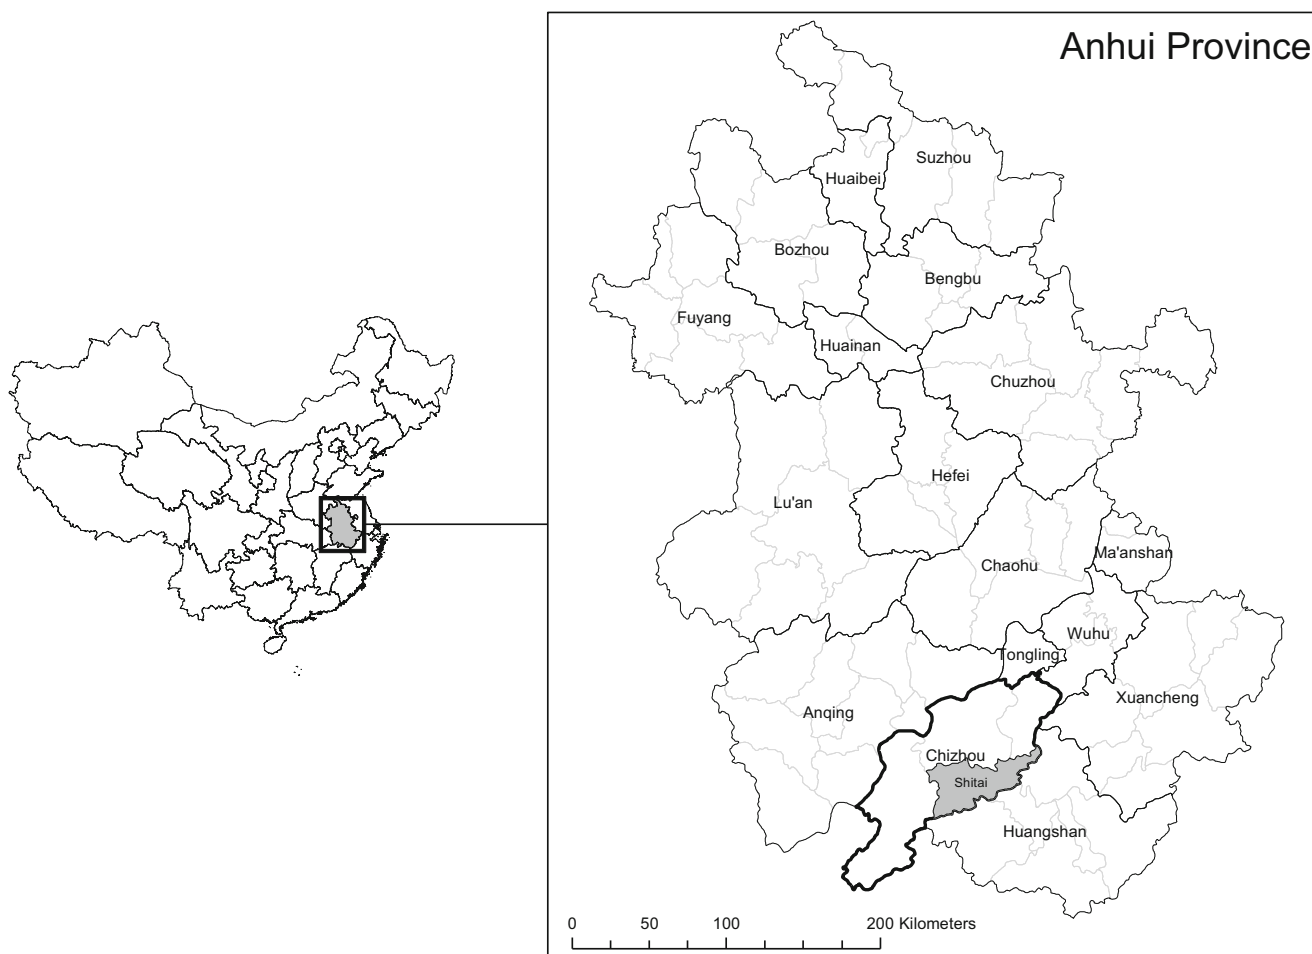 Anhui Province
Suzhou
Huaibei
Bozhou
Bengbu
Fuyang
Huainan
Chuzhou
Hefei
Lu'an
Ma'anshan
Chaohu
Wuhu
Tongling
Xuancheng
Anqing
Chizhou
Shitai
Huangshan
0 50 100 200 Kilometers